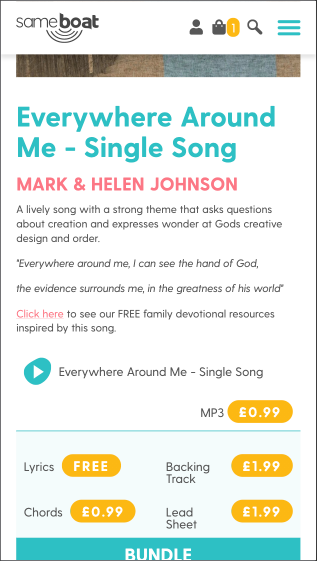 sameboat
1
Everywhere Around
Me - Single Song
MARK & HELEN JOHNSON
A lively song with a strong theme that asks questions
about creation and expresses wonder at Gods creative
design and order.
"Everywhere around me, I can see the hand of God,
the evidence surrounds me, in the greatness of his world"
Click here to see our FREE family devotional resources
inspired by this song.
Everywhere Around Me - Single Song
MP3 £0.99
Lyrics FREE
Backing
Track £1.99
Chords £0.99
Lead
Sheet £1.99
BUNDLE